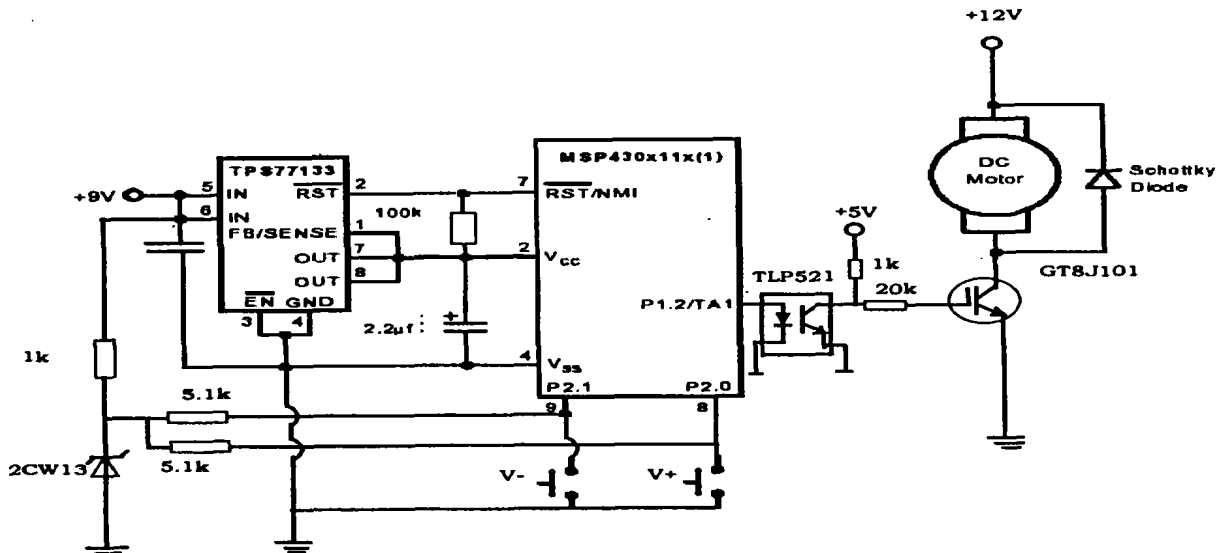 +12V
MSP430x11x(1)
TPS77133
DC
Motor
Schottky
Diode
+9V
5 IN
RST 2
7 RST/NMI
6 IN
100k
FB/SENSE 1
+5V
OUT 7
2 VCC
GT8J101
OUT 8
TLP521
1k
20k
P1.2/TA1
EN GND
3 4
2.2µf
+
1k
4 VSS
P2.1 P2.0
9 8
5.1k
5.1k
2CW13
V-
V+